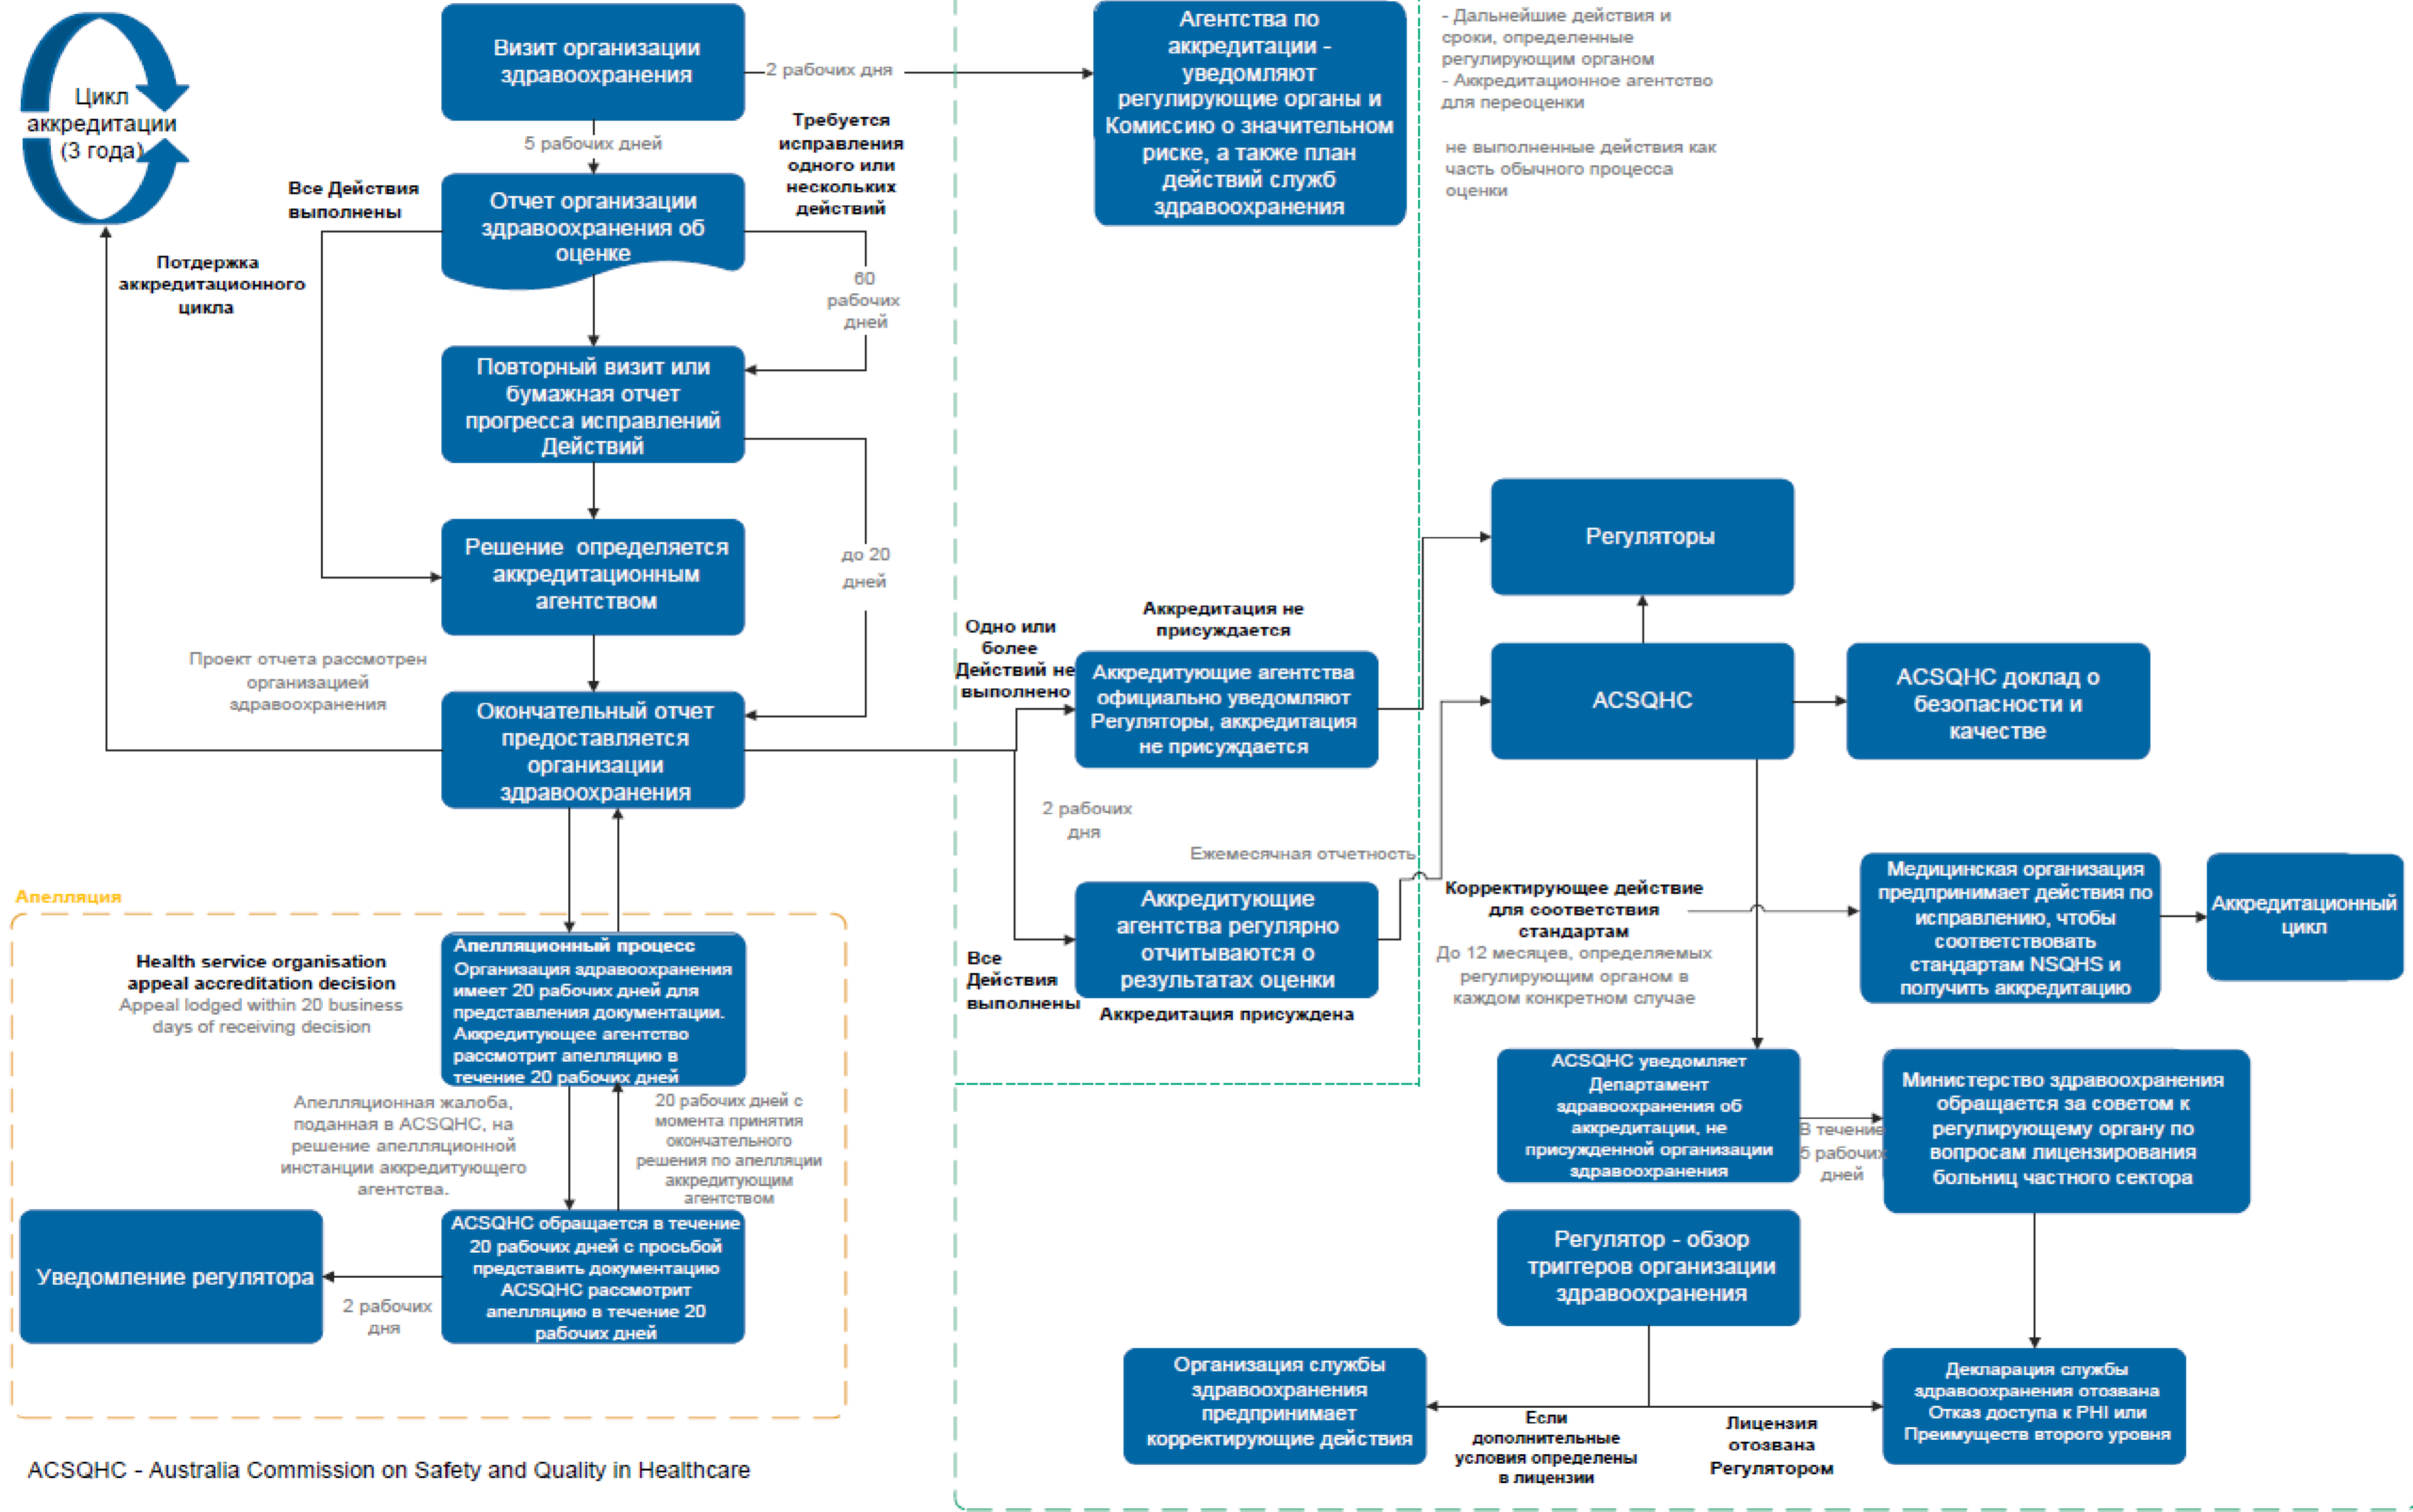 Цикл
аккредитации
(3 года)
Визит организации
здравоохранения
2 рабочих дня
Агентства по
аккредитации -
уведомляют
регулирующие органы и
Комиссию о значительном
риске, а также план
действий служб
здравоохранения
- Дальнейшие действия и
сроки, определенные
регулирующим органом
- Аккредитационное агентство
для переоценки
не выполненные действия как
часть обычного процесса
оценки
5 рабочих дней
Требуется
исправления
одного или
нескольких
действий
Все Действия
выполнены
Отчет организации
здравоохранения об
оценке
Потдержка
аккредитационного
цикла
60
рабочих
дней
Повторный визит или
бумажная отчет
прогресса исправлений
Действий
Решение определяется
аккредитационным
агентством
до 20
дней
Проект отчета рассмотрен
организацией
здравоохранения
Окончательный отчет
предоставляется
организации
здравоохранения
Одно или
более
Действий не
выполнено
Аккредитация не
присуждается
Аккредитующие агентства
официально уведомляют
Регуляторы, аккредитация
не присуждается
Регуляторы
ACSQHC
ACSQHC доклад о
безопасности и
качестве
2 рабочих
дня
Ежемесячная отчетность
Все
Действия
выполнены
Аккредитующие
агентства регулярно
отчитываются о
результатах оценки
Аккредитация присуждена
Корректирующее действие
для соответствия
стандартам
До 12 месяцев, определяемых
регулирующим органом в
каждом конкретном случае
Медицинская организация
предпринимает действия по
исправлению, чтобы
соответствовать
стандартам NSQHS и
получить аккредитацию
Аккредитационный
цикл
Апелляция
Health service organisation
appeal accreditation decision
Appeal lodged within 20 business
days of receiving decision
Апелляционный процесс
Организация здравоохранения
имеет 20 рабочих дней для
представления документации.
Аккредитующее агентство
рассмотрит апелляцию в
течение 20 рабочих дней
Апелляционная жалоба,
поданная в ACSQHC, на
решение апелляционной
инстанции аккредитующего
агентства.
20 рабочих дней с
момента принятия
окончательного
решения по апелляции
аккредитующим
агентством
ACSQHC обращается в течение
20 рабочих дней с просьбой
представить документацию
ACSQHC рассмотрит
апелляцию в течение 20
рабочих дней
2 рабочих
дня
Уведомление регулятора
ACSQHC уведомляет
Департамент
здравоохранения об
аккредитации, не
присужденной организации
здравоохранения
В течение
5 рабочих
дней
Министерство здравоохранения
обращается за советом к
регулирующему органу по
вопросам лицензирования
больниц частного сектора
Регулятор - обзор
триггеров организации
здравоохранения
Организация службы
здравоохранения
предпринимает
корректирующие действия
Если
дополнительные
условия определены
в лицензии
Лицензия
отозвана
Регулятором
Декларация службы
здравоохранения отозвана
Отказ доступа к PHI или
Преимуществ второго уровня
ACSQHC - Australia Commission on Safety and Quality in Healthcare